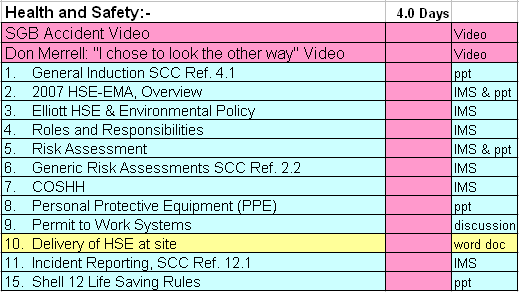 Health and Safety:- 4.0 Days
SGB Accident Video Video
Don Merrell: "I chose to look the other way" Video Video
1. General Induction SCC Ref. 4.1 ppt
2. 2007 HSE-EMA, Overview IMS & ppt
3. Elliott HSE & Environmental Policy IMS
4. Roles and Responsibilities IMS
5. Risk Assessment IMS & ppt
6. Generic Risk Assessments SCC Ref. 2.2 IMS
7. COSHH IMS
8. Personal Protective Equipment (PPE) ppt
9. Permit to Work Systems discussion
10. Delivery of HSE at site word doc
11. Incident Reporting, SCC Ref. 12.1 IMS
15. Shell 12 Life Saving Rules ppt